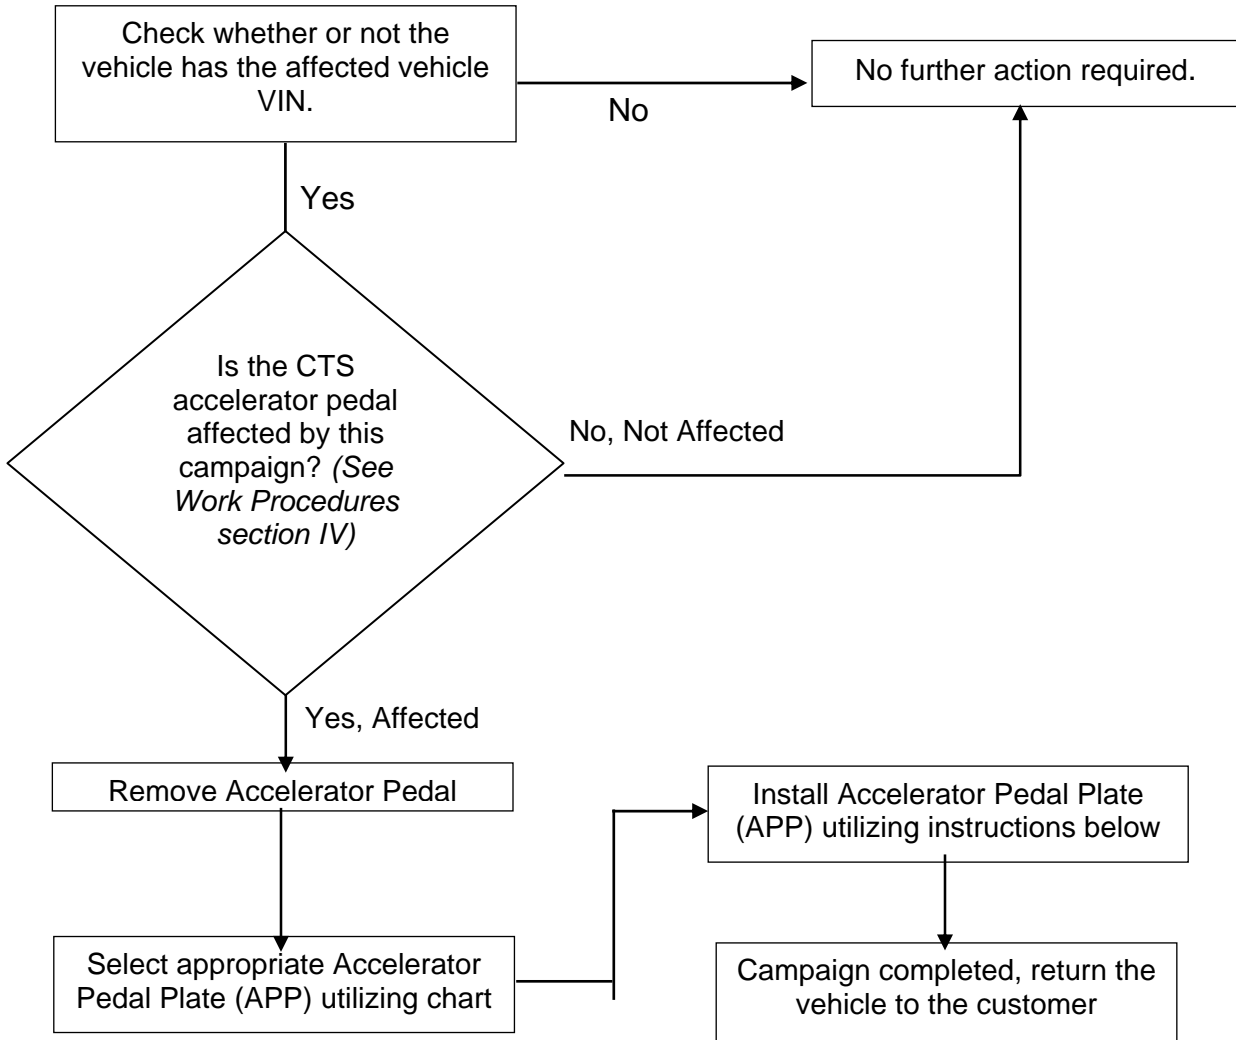 Check whether or not the
vehicle has the affected vehicle
VIN.
No
No further action required.
Yes
Is the CTS
accelerator pedal
affected by this
campaign? (See
Work Procedures
section IV)
No, Not Affected
Yes, Affected
Remove Accelerator Pedal
Select appropriate Accelerator
Pedal Plate (APP) utilizing chart
Install Accelerator Pedal Plate
(APP) utilizing instructions below
Campaign completed, return the
vehicle to the customer